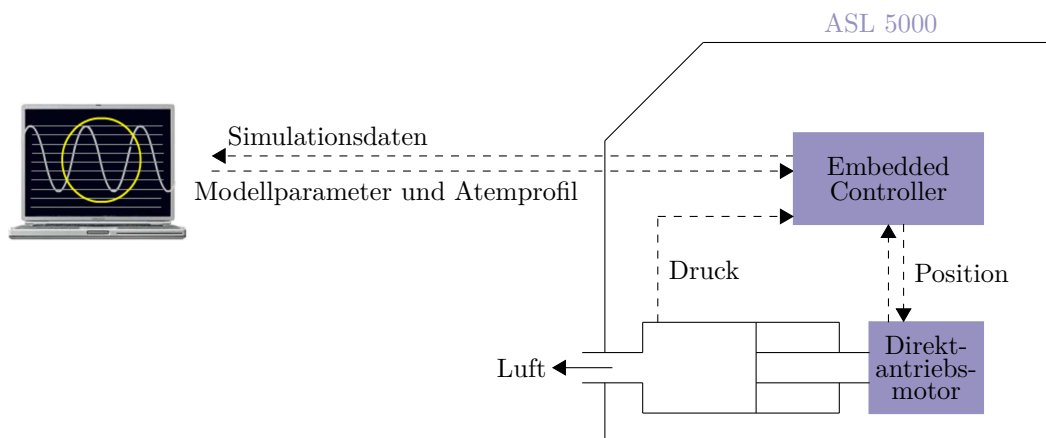 ASL 5000
Simulationsdaten
Modellparameter und Atemprofil
Embedded
Controller
Druck
Position
Luft
Direkt-
antriebs-
motor